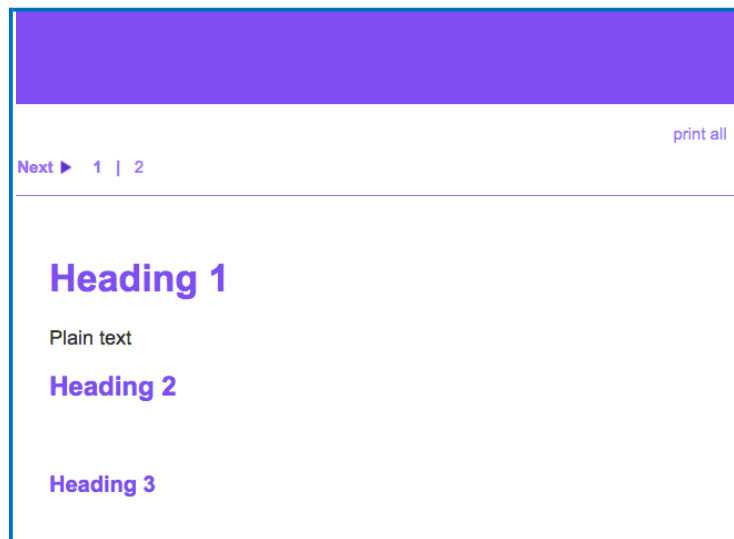 print all
Next 1 | 2
Heading 1
Plain text
Heading 2
Heading 3